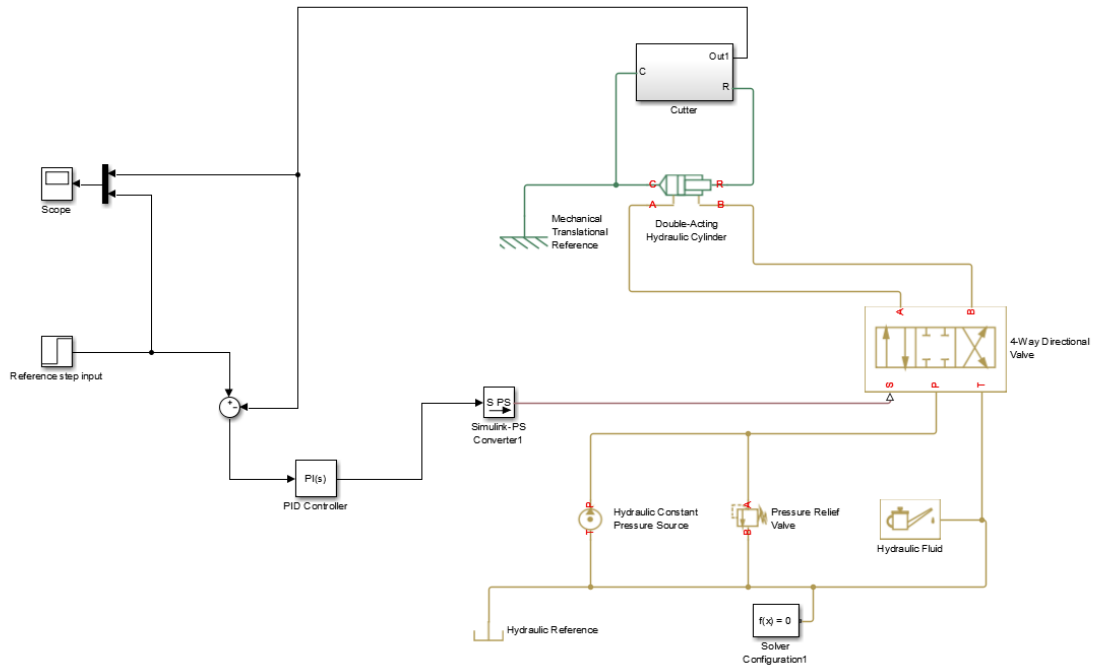 Out1
C
R
Cutter
Scope
C
R
A
B
Mechanical
Translational
Reference
Double-Acting
Hydraulic Cylinder
A
B
4-Way Directional
Valve
S
P
T
Reference step input
+
−
S PS
Simulink-PS
Converter1
PI(s)
PID Controller
P
T
Hydraulic Constant
Pressure Source
A
B
Pressure Relief
Valve
Hydraulic Fluid
Hydraulic Reference
f(x) = 0
Solver
Configuration1